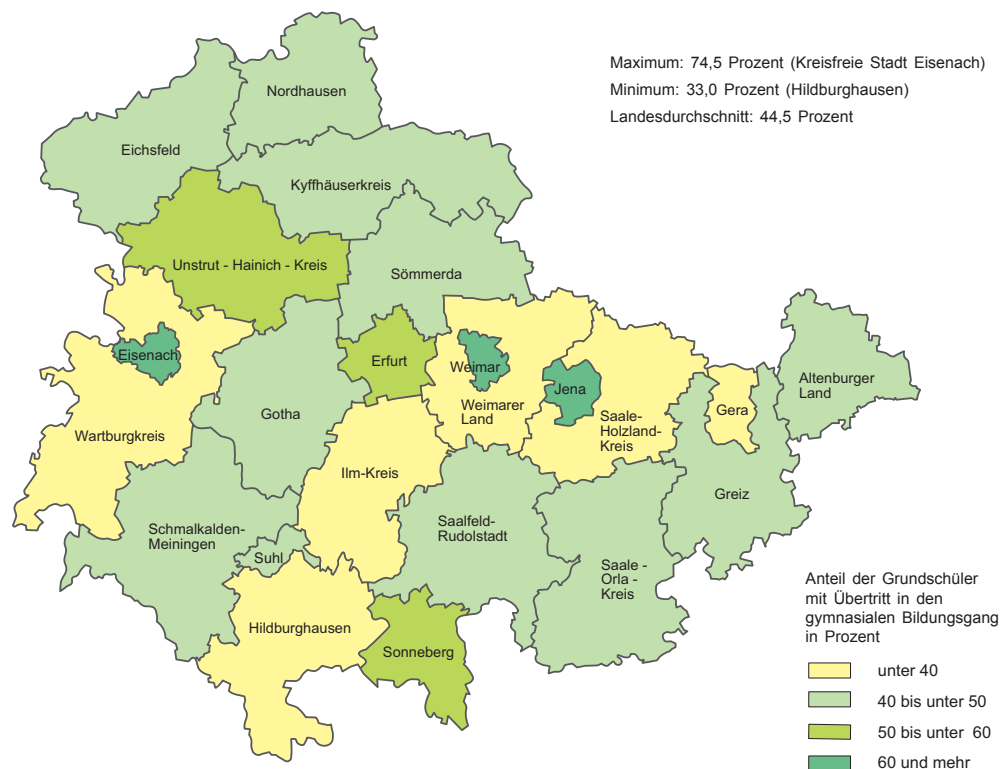 Maximum: 74,5 Prozent (Kreisfreie Stadt Eisenach)
Minimum: 33,0 Prozent (Hildburghausen)
Landesdurchschnitt: 44,5 Prozent
Nordhausen
Eichsfeld
Kyffhäuserkreis
Unstrut - Hainich - Kreis
Sömmerda
Eisenach
Erfurt
Weimar
Jena
Altenburger
Land
Wartburgkreis
Gotha
Weimarer
Land
Saale-
Holzland-
Kreis
Gera
Ilm-Kreis
Greiz
Schmalkalden-
Meiningen
Suhl
Saalfeld-
Rudolstadt
Saale -
Orla -
Kreis
Hildburghausen
Sonneberg
Anteil der Grundschüler
mit Übertritt in den
gymnasialen Bildungsgang
in Prozent
unter 40
40 bis unter 50
50 bis unter 60
60 und mehr